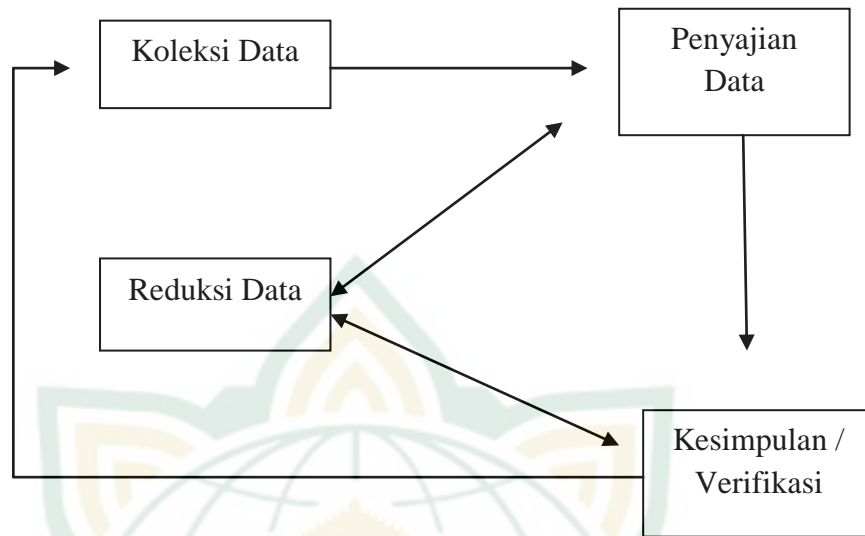 Koleksi Data
Penyajian
Data
Reduksi Data
Kesimpulan /
Verifikasi